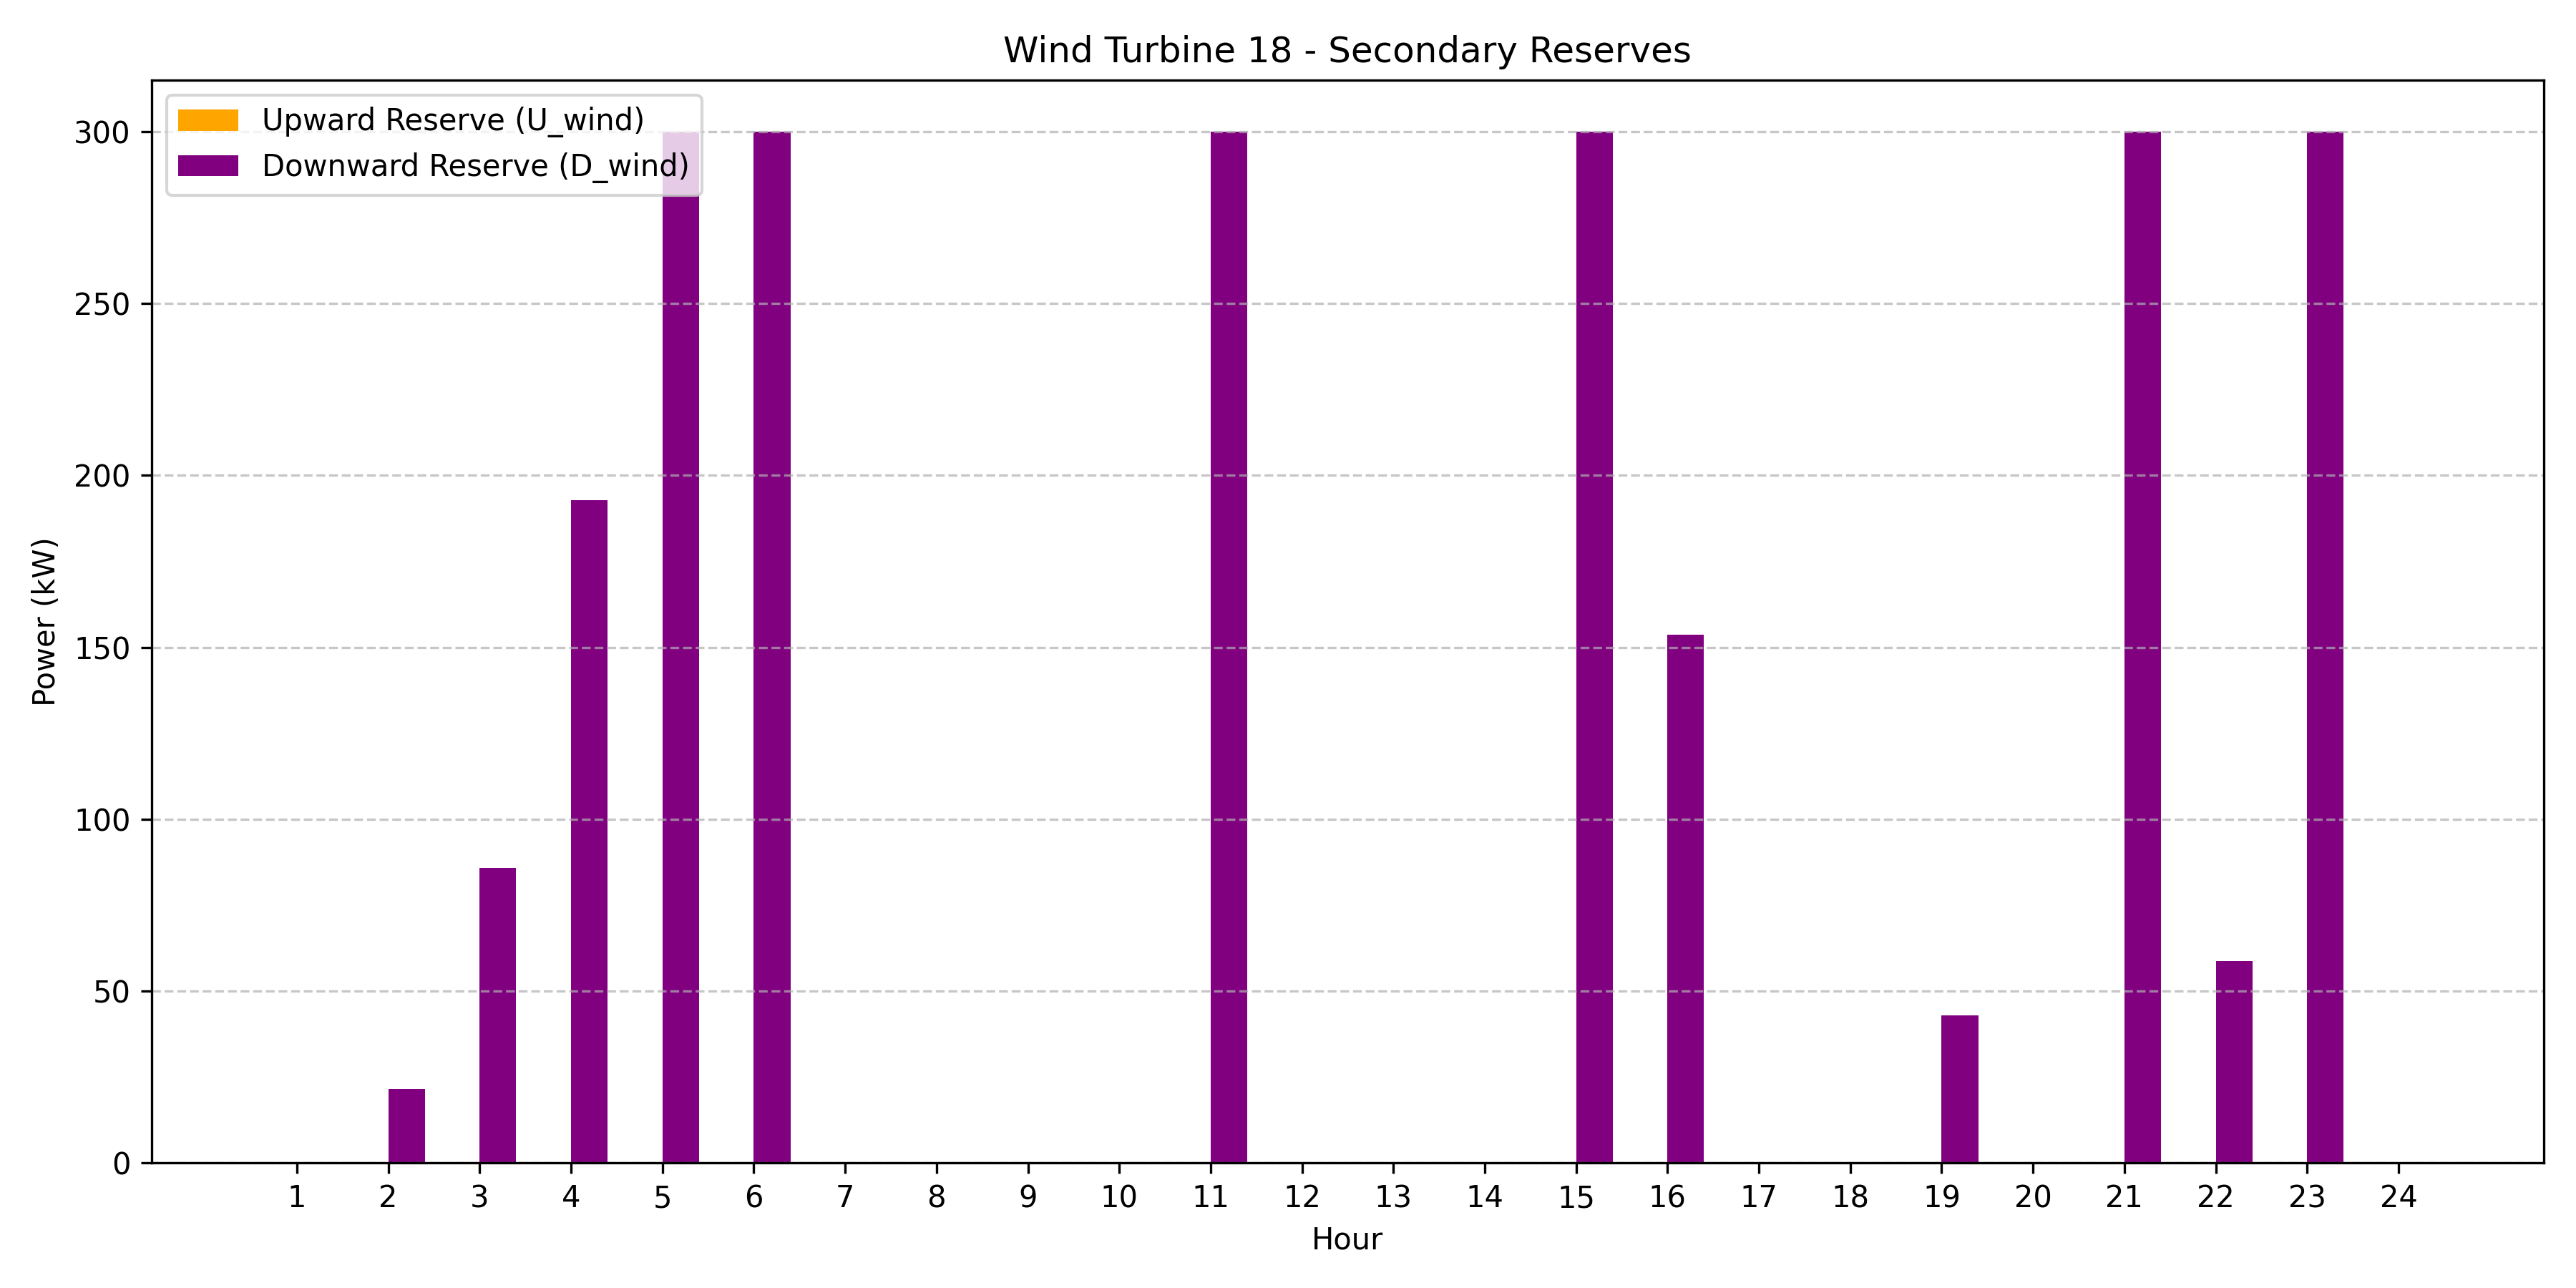 Wind Turbine 18 - Secondary Reserves
Upward Reserve (U_wind)
Downward Reserve (D_wind)
Power (kW)
300
250
200
150
100
50
0
1 2 3 4 5 6 7 8 9 10 11 12 13 14 15 16 17 18 19 20 21 22 23 24
Hour